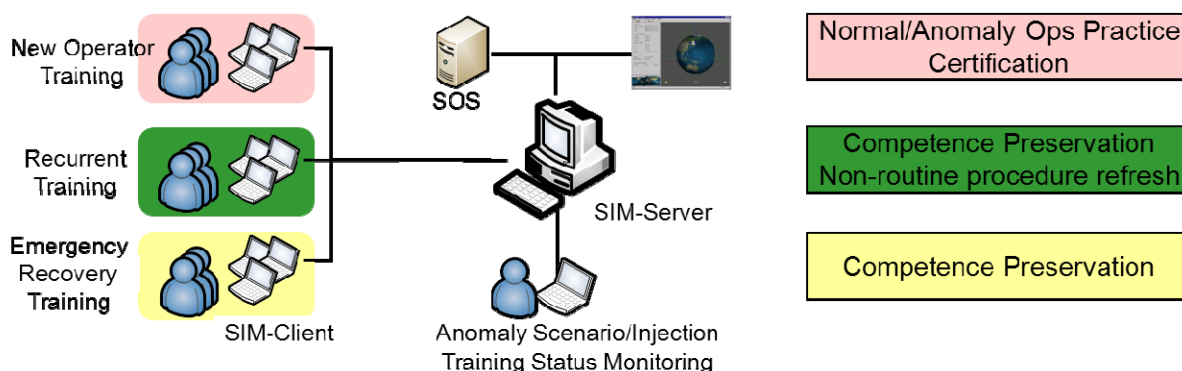 New Operator
Training
Recurrent
Training
Emergency
Recovery
Training
SIM-Client
SOS
SIM-Server
Anomaly Scenario/Injection
Training Status Monitoring
Normal/Anomaly Ops Practice
Certification
Competence Preservation
Non-routine procedure refresh
Competence Preservation